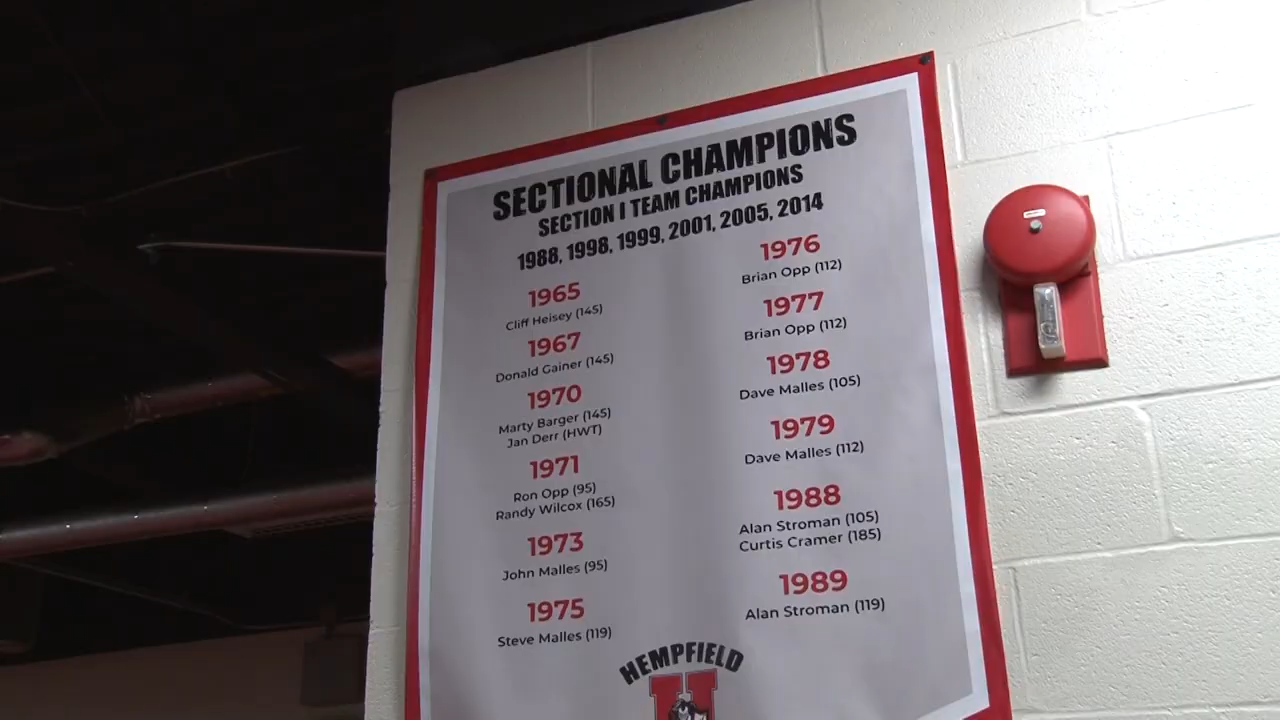 SECTIONAL CHAMPIONS
SECTION I TEAM CHAMPIONS
1988, 1998, 1999, 2001, 2005, 2014
1965
Cliff Heisey (145)
1967
Donald Gainer (145)
1970
Marty Barger (145)
Jan Derr (HWT)
1971
Ron Opp (95)
Randy Wilcox (165)
1973
John Malles (95)
1975
Steve Malles (119)
1976
Brian Opp (112)
1977
Brian Opp (112)
1978
Dave Malles (105)
1979
Dave Malles (112)
1988
Alan Stroman (105)
Curtis Cramer (185)
1989
Alan Stroman (119)
HEMPFIELD
H